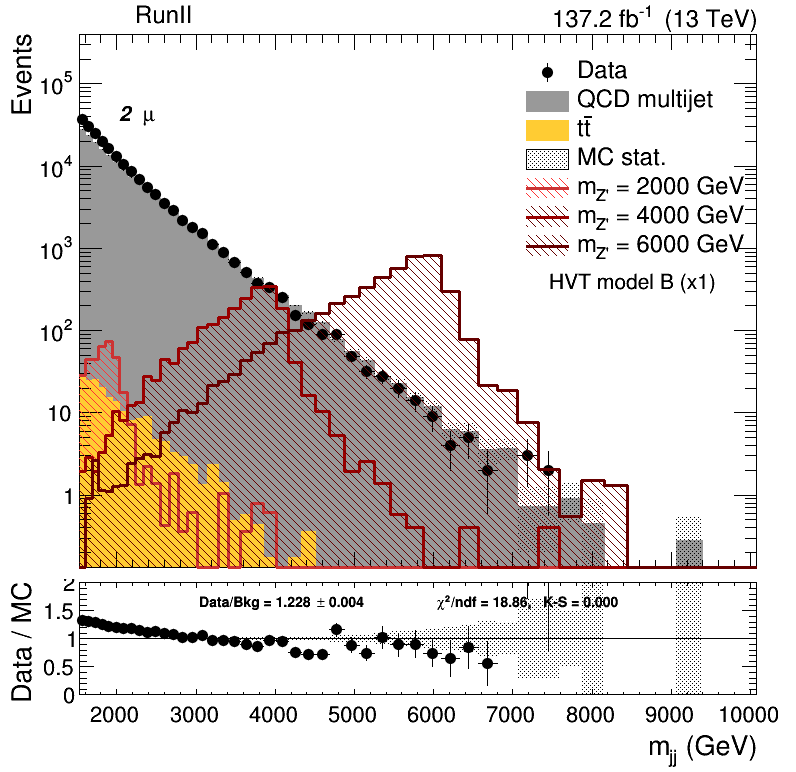 RunII 137.2 fb⁻¹ (13 TeV)
Events
10⁵
10⁴
10³
10²
10
1
2 μ
Data
QCD multijet
tt̄
MC stat.
m_Z' = 2000 GeV
m_Z' = 4000 GeV
m_Z' = 6000 GeV
HVT model B (x1)
Data / MC
2
1.5
1
0.5
0
Data/Bkg = 1.228 ± 0.004 χ²/ndf = 18.86, K-S = 0.000
2000 3000 4000 5000 6000 7000 8000 9000 10000
m_jj (GeV)